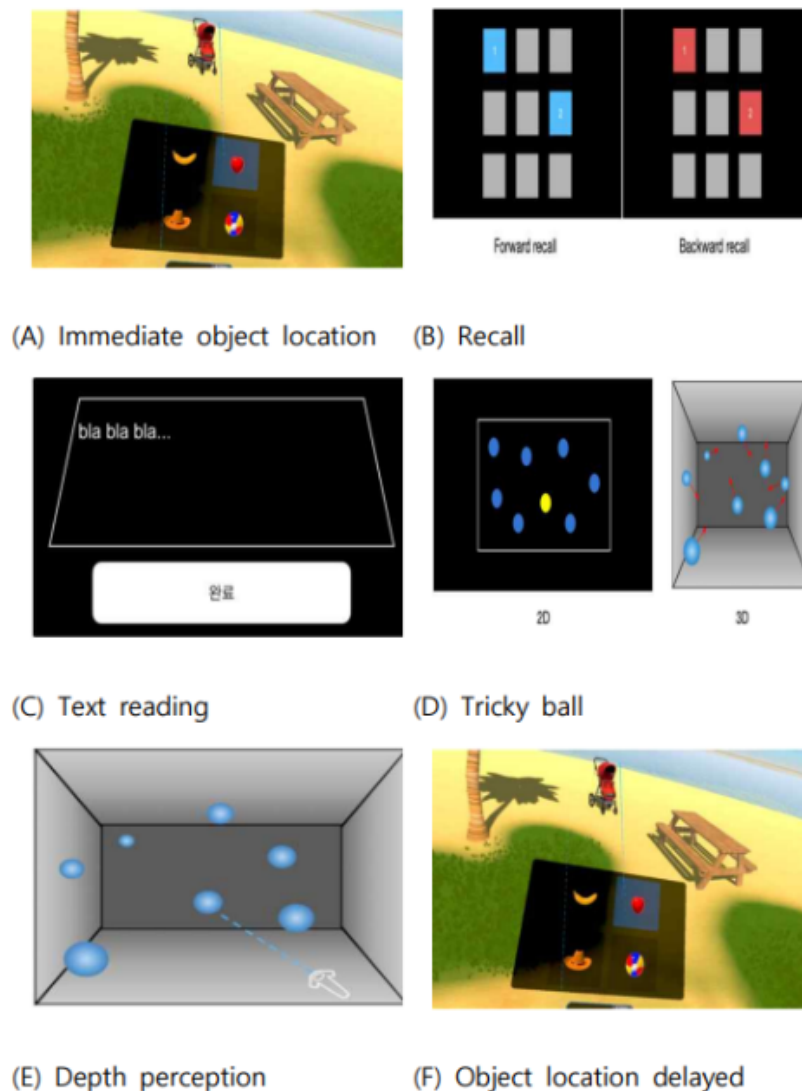 1
2
1
2
Forward recall
Backward recall
(A) Immediate object location
(B) Recall
bla bla bla...
완료
2D
3D
(C) Text reading
(D) Tricky ball
(E) Depth perception
(F) Object location delayed